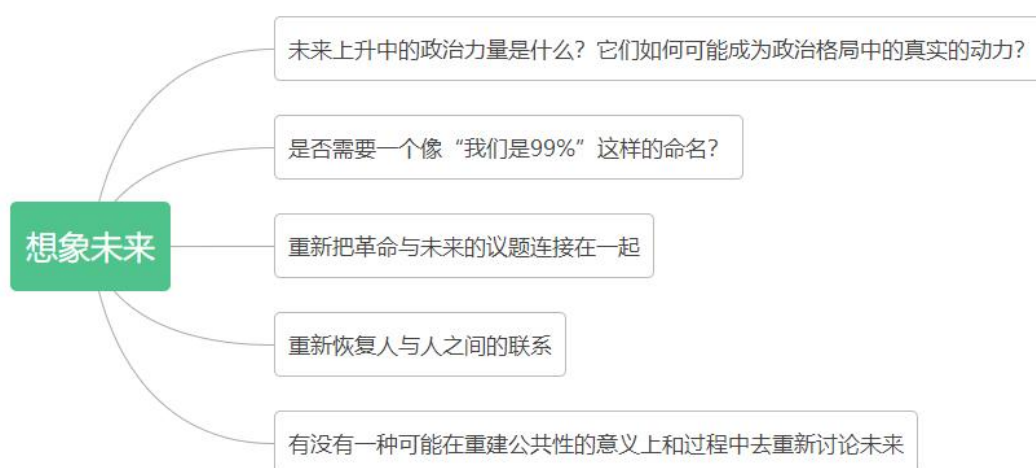 未来上升中的政治力量是什么？它们如何可能成为政治格局中的真实的动力？
是否需要一个像“我们是99%”这样的命名？
想象未来
重新把革命与未来的议题连接在一起
重新恢复人与人之间的联系
有没有一种可能在重建公共性的意义上和过程中去重新讨论未来